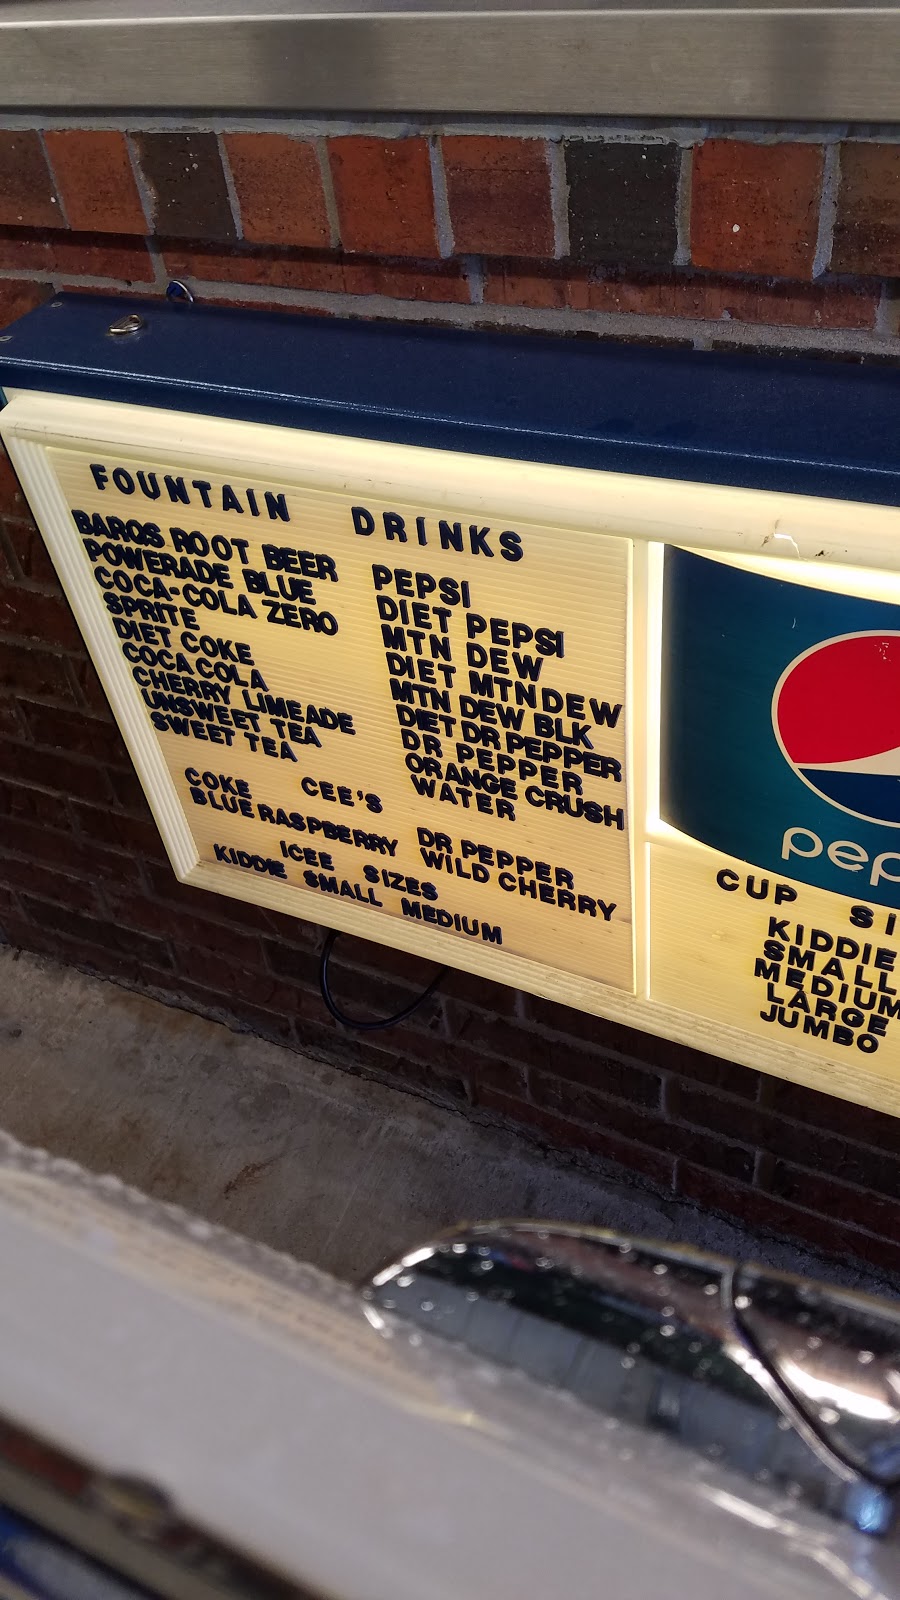 FOUNTAIN DRINKS
BARQS ROOT BEER
POWERADE BLUE
COCA-COLA ZERO
SPRITE
DIET COKE
COCA COLA
CHERRY LIMEADE
UNSWEET TEA
SWEET TEA
PEPSI
DIET PEPSI
MTN DEW
DIET MTNDEW
MTN DEW BLK
DIET DR PEPPER
DR PEPPER
ORANGE CRUSH
WATER
COKE CEE'S
BLUE RASPBERRY
DR PEPPER
WILD CHERRY
ICEE SIZES
KIDDIE SMALL MEDIUM
pep
CUP SI
KIDDIE
SMALL
MEDIUM
LARGE
JUMBO